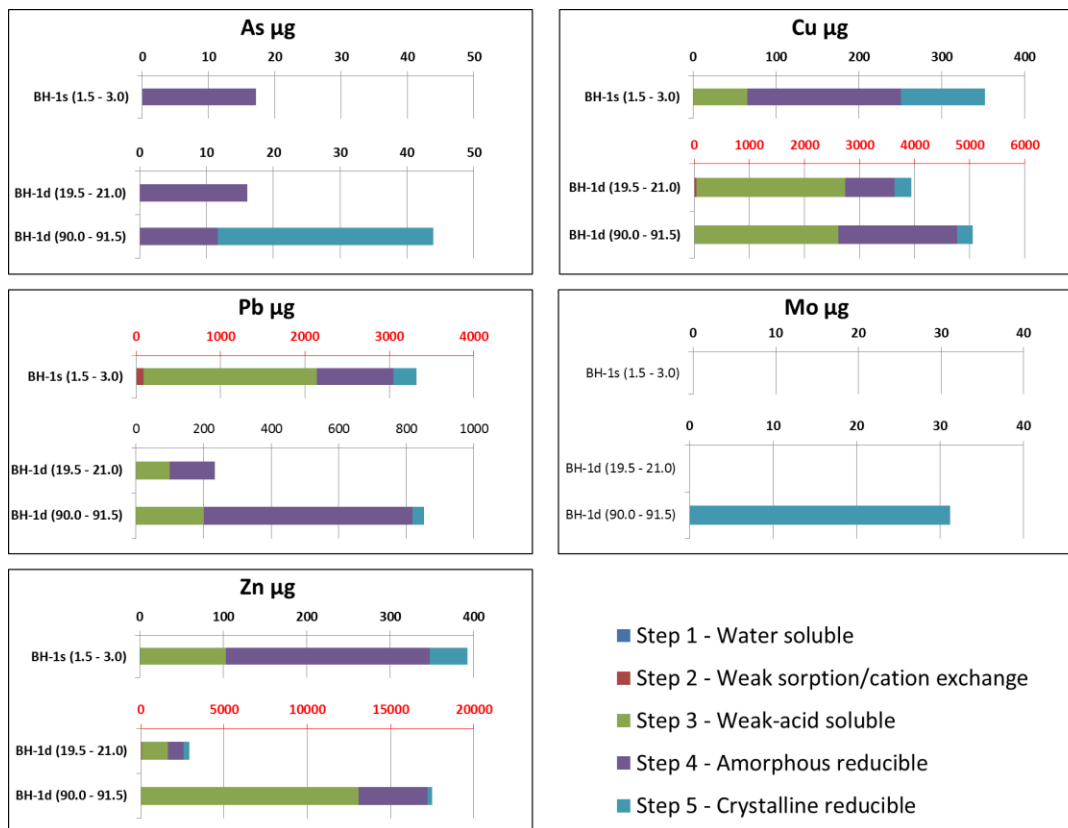 As µg
0 10 20 30 40 50
BH-1s (1.5 - 3.0)
0 10 20 30 40 50
BH-1d (19.5 - 21.0)
BH-1d (90.0 - 91.5)
Cu µg
0 100 200 300 400
BH-1s (1.5 - 3.0)
0 1000 2000 3000 4000 5000 6000
BH-1d (19.5 - 21.0)
BH-1d (90.0 - 91.5)
Pb µg
0 1000 2000 3000 4000
BH-1s (1.5 - 3.0)
0 200 400 600 800 1000
BH-1d (19.5 - 21.0)
BH-1d (90.0 - 91.5)
Mo µg
0 10 20 30 40
BH-1s (1.5 - 3.0)
0 10 20 30 40
BH-1d (19.5 - 21.0)
BH-1d (90.0 - 91.5)
Zn µg
0 100 200 300 400
BH-1s (1.5 - 3.0)
0 5000 10000 15000 20000
BH-1d (19.5 - 21.0)
BH-1d (90.0 - 91.5)
Step 1 - Water soluble
Step 2 - Weak sorption/cation exchange
Step 3 - Weak-acid soluble
Step 4 - Amorphous reducible
Step 5 - Crystalline reducible